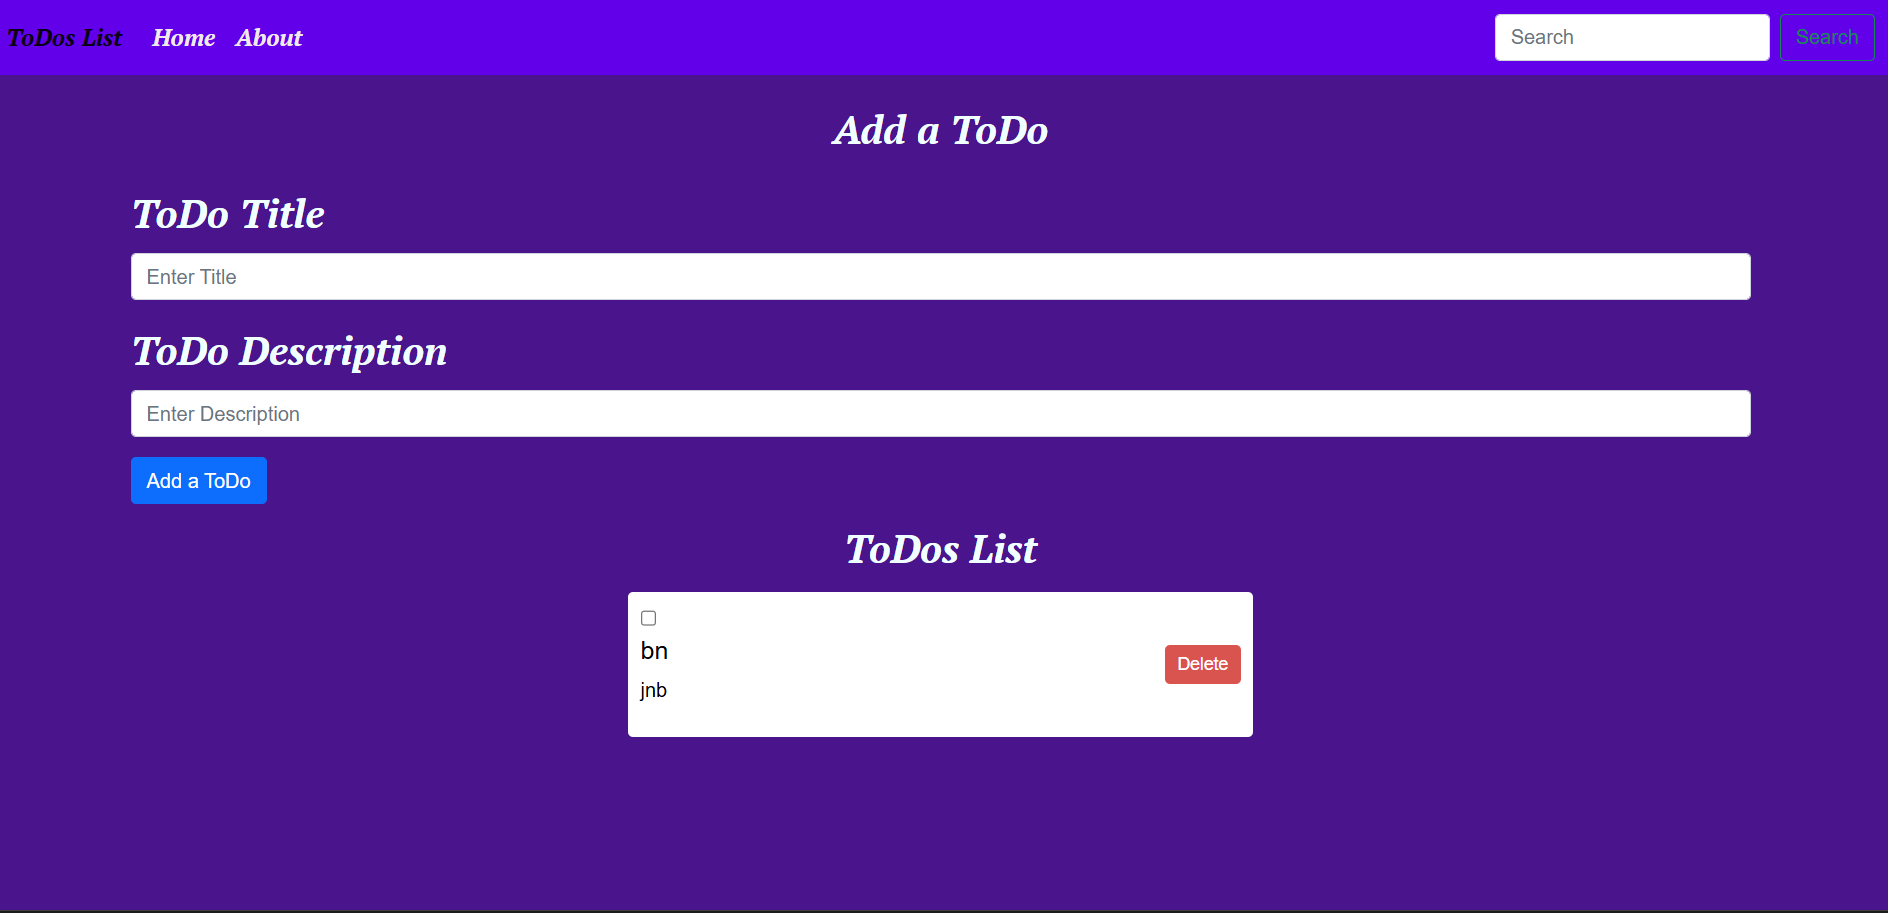 ToDos List Home About Search Search
Add a ToDo
ToDo Title
Enter Title
ToDo Description
Enter Description
Add a ToDo
ToDos List
bn
Delete
jnb